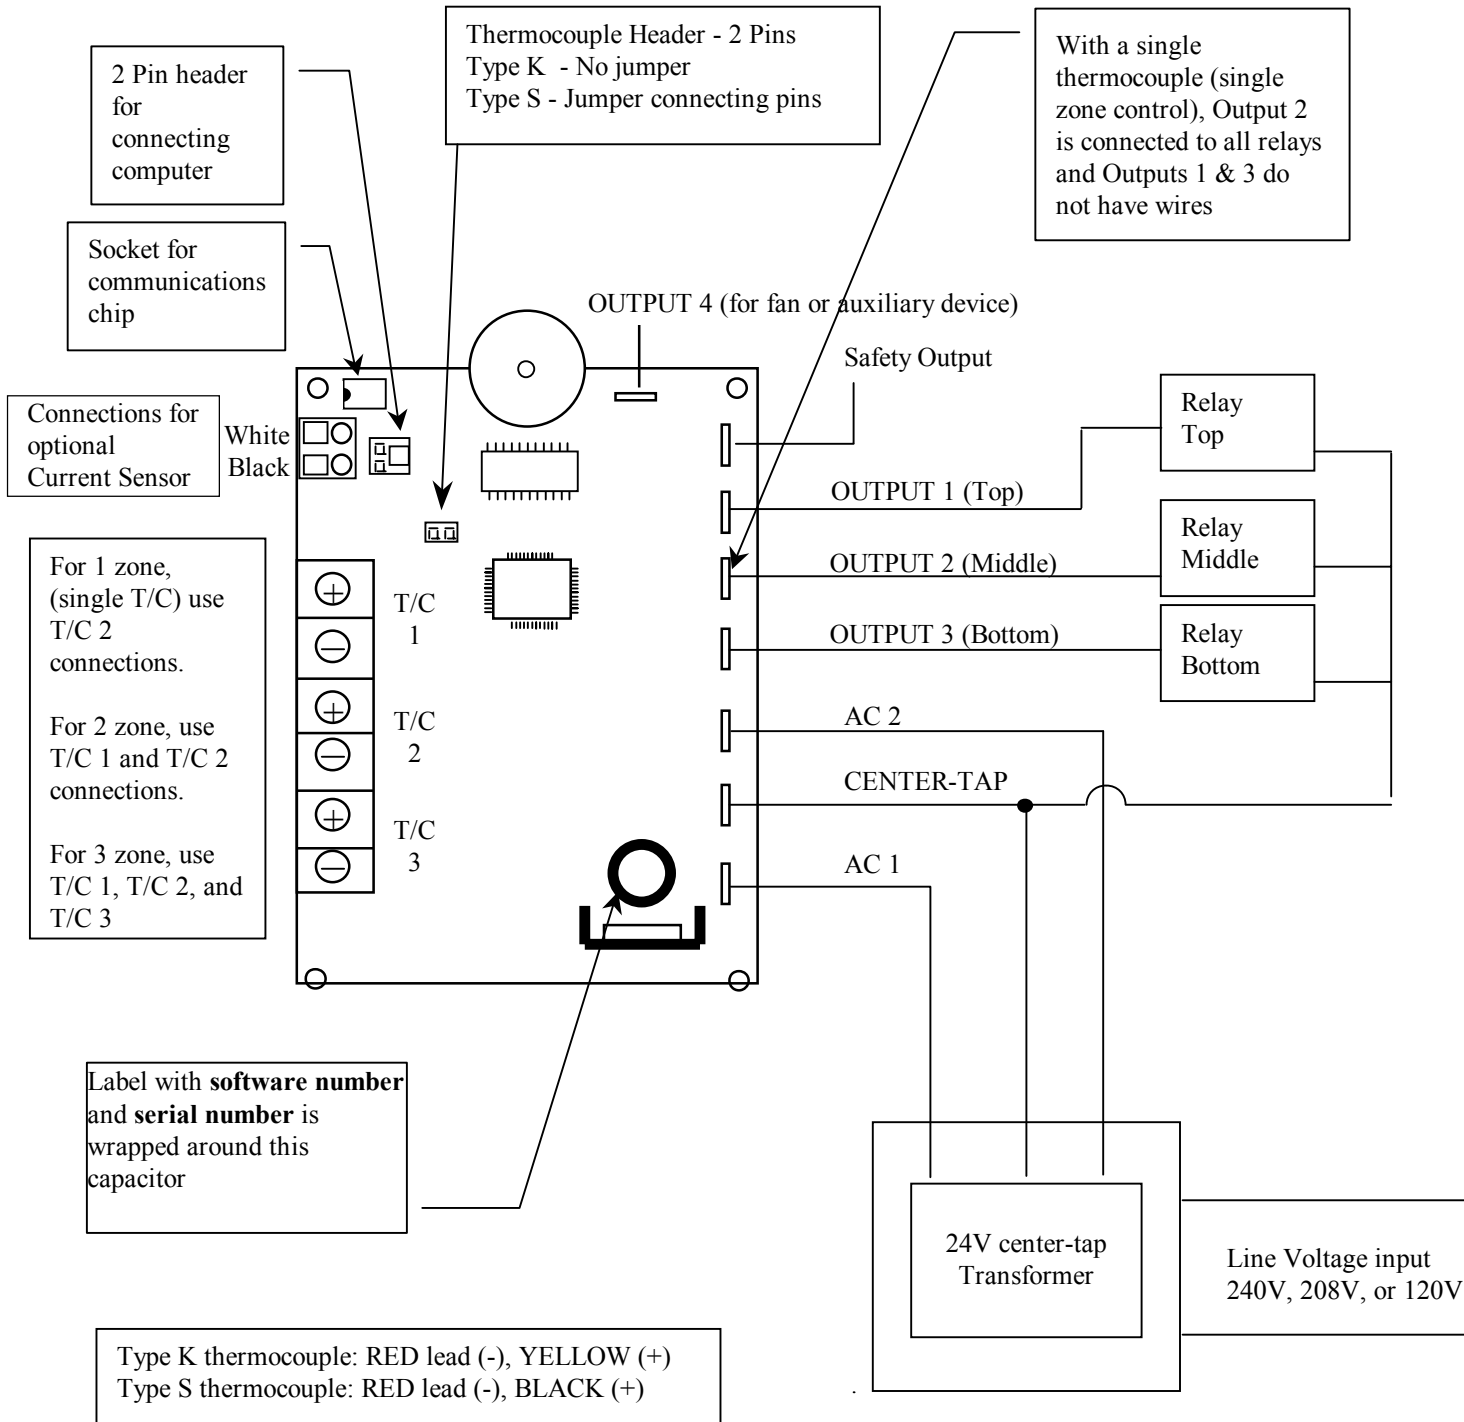 Thermocouple Header - 2 Pins
Type K  - No jumper
Type S - Jumper connecting pins
With a single
thermocouple (single
zone control), Output 2
is connected to all relays
and Outputs 1 & 3 do
not have wires
2 Pin header
for
connecting
computer
Socket for
communications
chip
OUTPUT 4 (for fan or auxiliary device)
Safety Output
Connections for
optional
Current Sensor
White
Black
Relay
Top
OUTPUT 1 (Top)
Relay
Middle
OUTPUT 2 (Middle)
Relay
Bottom
OUTPUT 3 (Bottom)
For 1 zone,
(single T/C) use
T/C 2
connections.
For 2 zone, use
T/C 1 and T/C 2
connections.
For 3 zone, use
T/C 1, T/C 2, and
T/C 3
+
T/C
1
−
+
T/C
2
−
+
T/C
3
−
AC 2
CENTER-TAP
AC 1
Label with software number
and serial number is
wrapped around this
capacitor
24V center-tap
Transformer
Line Voltage input
240V, 208V, or 120V
Type K thermocouple: RED lead (-), YELLOW (+)
Type S thermocouple: RED lead (-), BLACK (+)
.